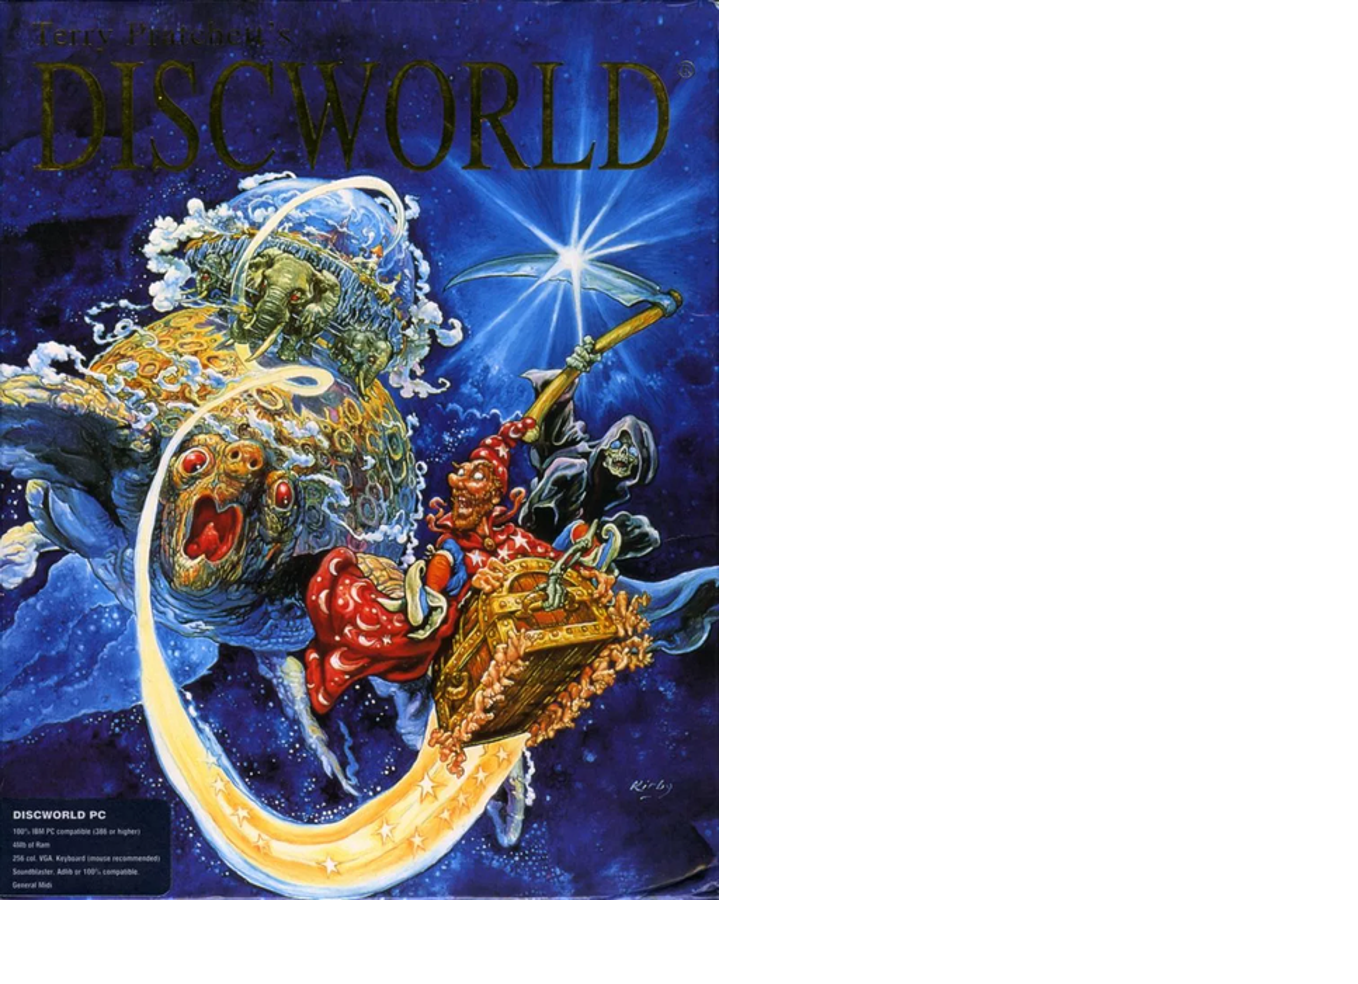 Terry Pratchett's
DISCWORLD®
Kirby
DISCWORLD PC
100% IBM PC compatible (386 or higher)
4Mb of Ram
256 col. VGA. Keyboard (mouse recommended)
Soundblaster, Adlib or 100% compatible.
General Midi